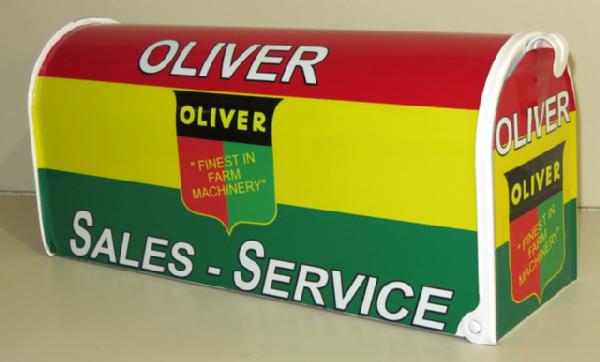 OLIVER
OLIVER
"FINEST IN
FARM
MACHINERY"
SALES - SERVICE
OLIVER
OLIVER
"FINEST IN
FARM
MACHINERY"